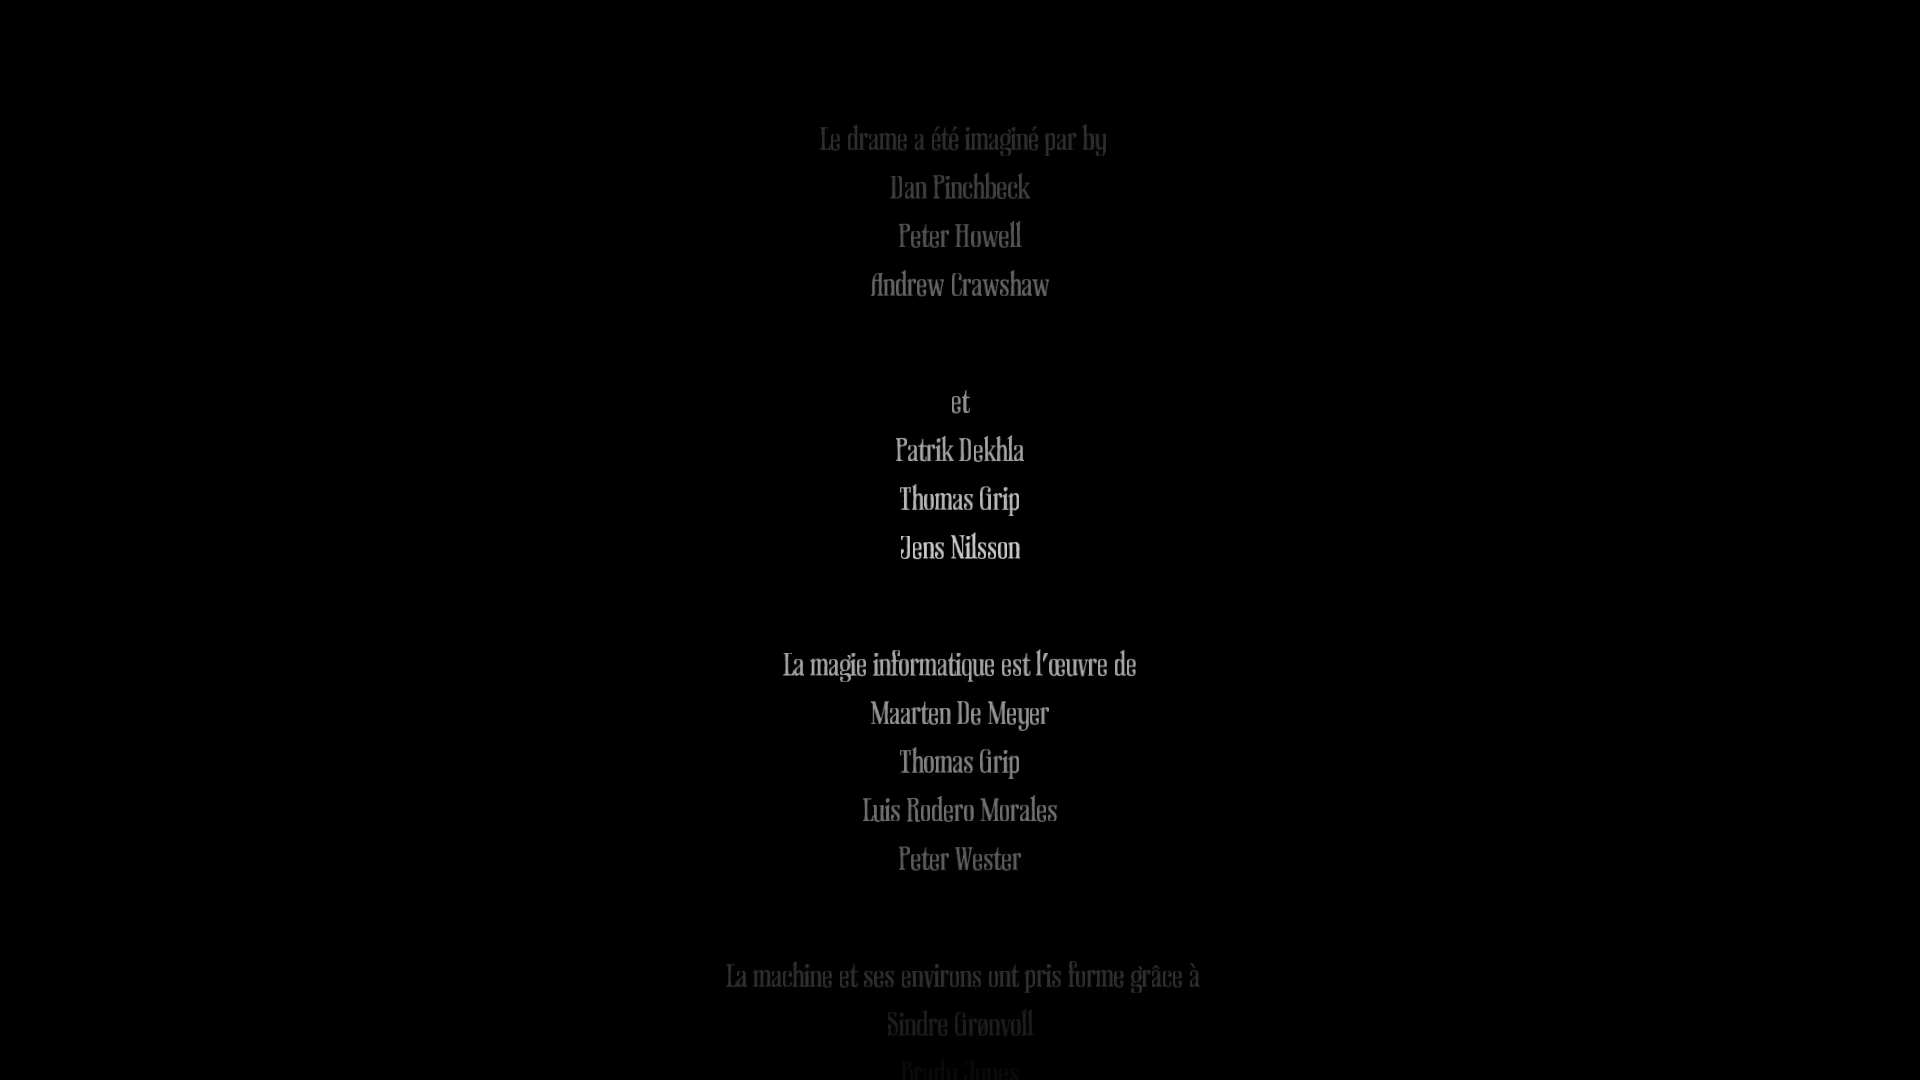 Le drame a été imaginé par by
Dan Pinchbeck
Peter Howell
Andrew Crawshaw
et
Patrik Dekhla
Thomas Grip
Jens Nilsson
La magie informatique est l'œuvre de
Maarten De Meyer
Thomas Grip
Luis Rodero Morales
Peter Wester
La machine et ses environs ont pris forme grâce à
Sindre Grønvoll
Brady Jones